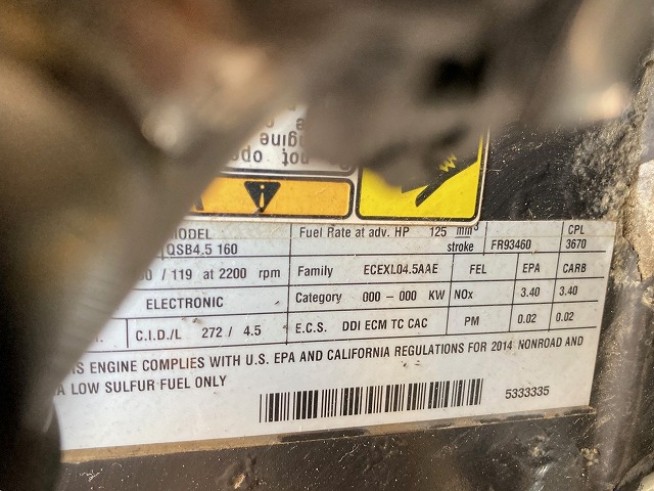 not ope
engine
MODEL Fuel Rate at adv. HP 125 mm³ CPL
QSB4.5 160 stroke FR93460 3670
0 / 119 at 2200 rpm Family ECEXL04.5AAE FEL EPA CARB
ELECTRONIC Category 000 - 000 KW NOx 3.40 3.40
C.I.D./L 272 / 4.5 E.C.S. DDI ECM TC CAC PM 0.02 0.02
IS ENGINE COMPLIES WITH U.S. EPA AND CALIFORNIA REGULATIONS FOR 2014 NONROAD AND
A LOW SULFUR FUEL ONLY
5333335